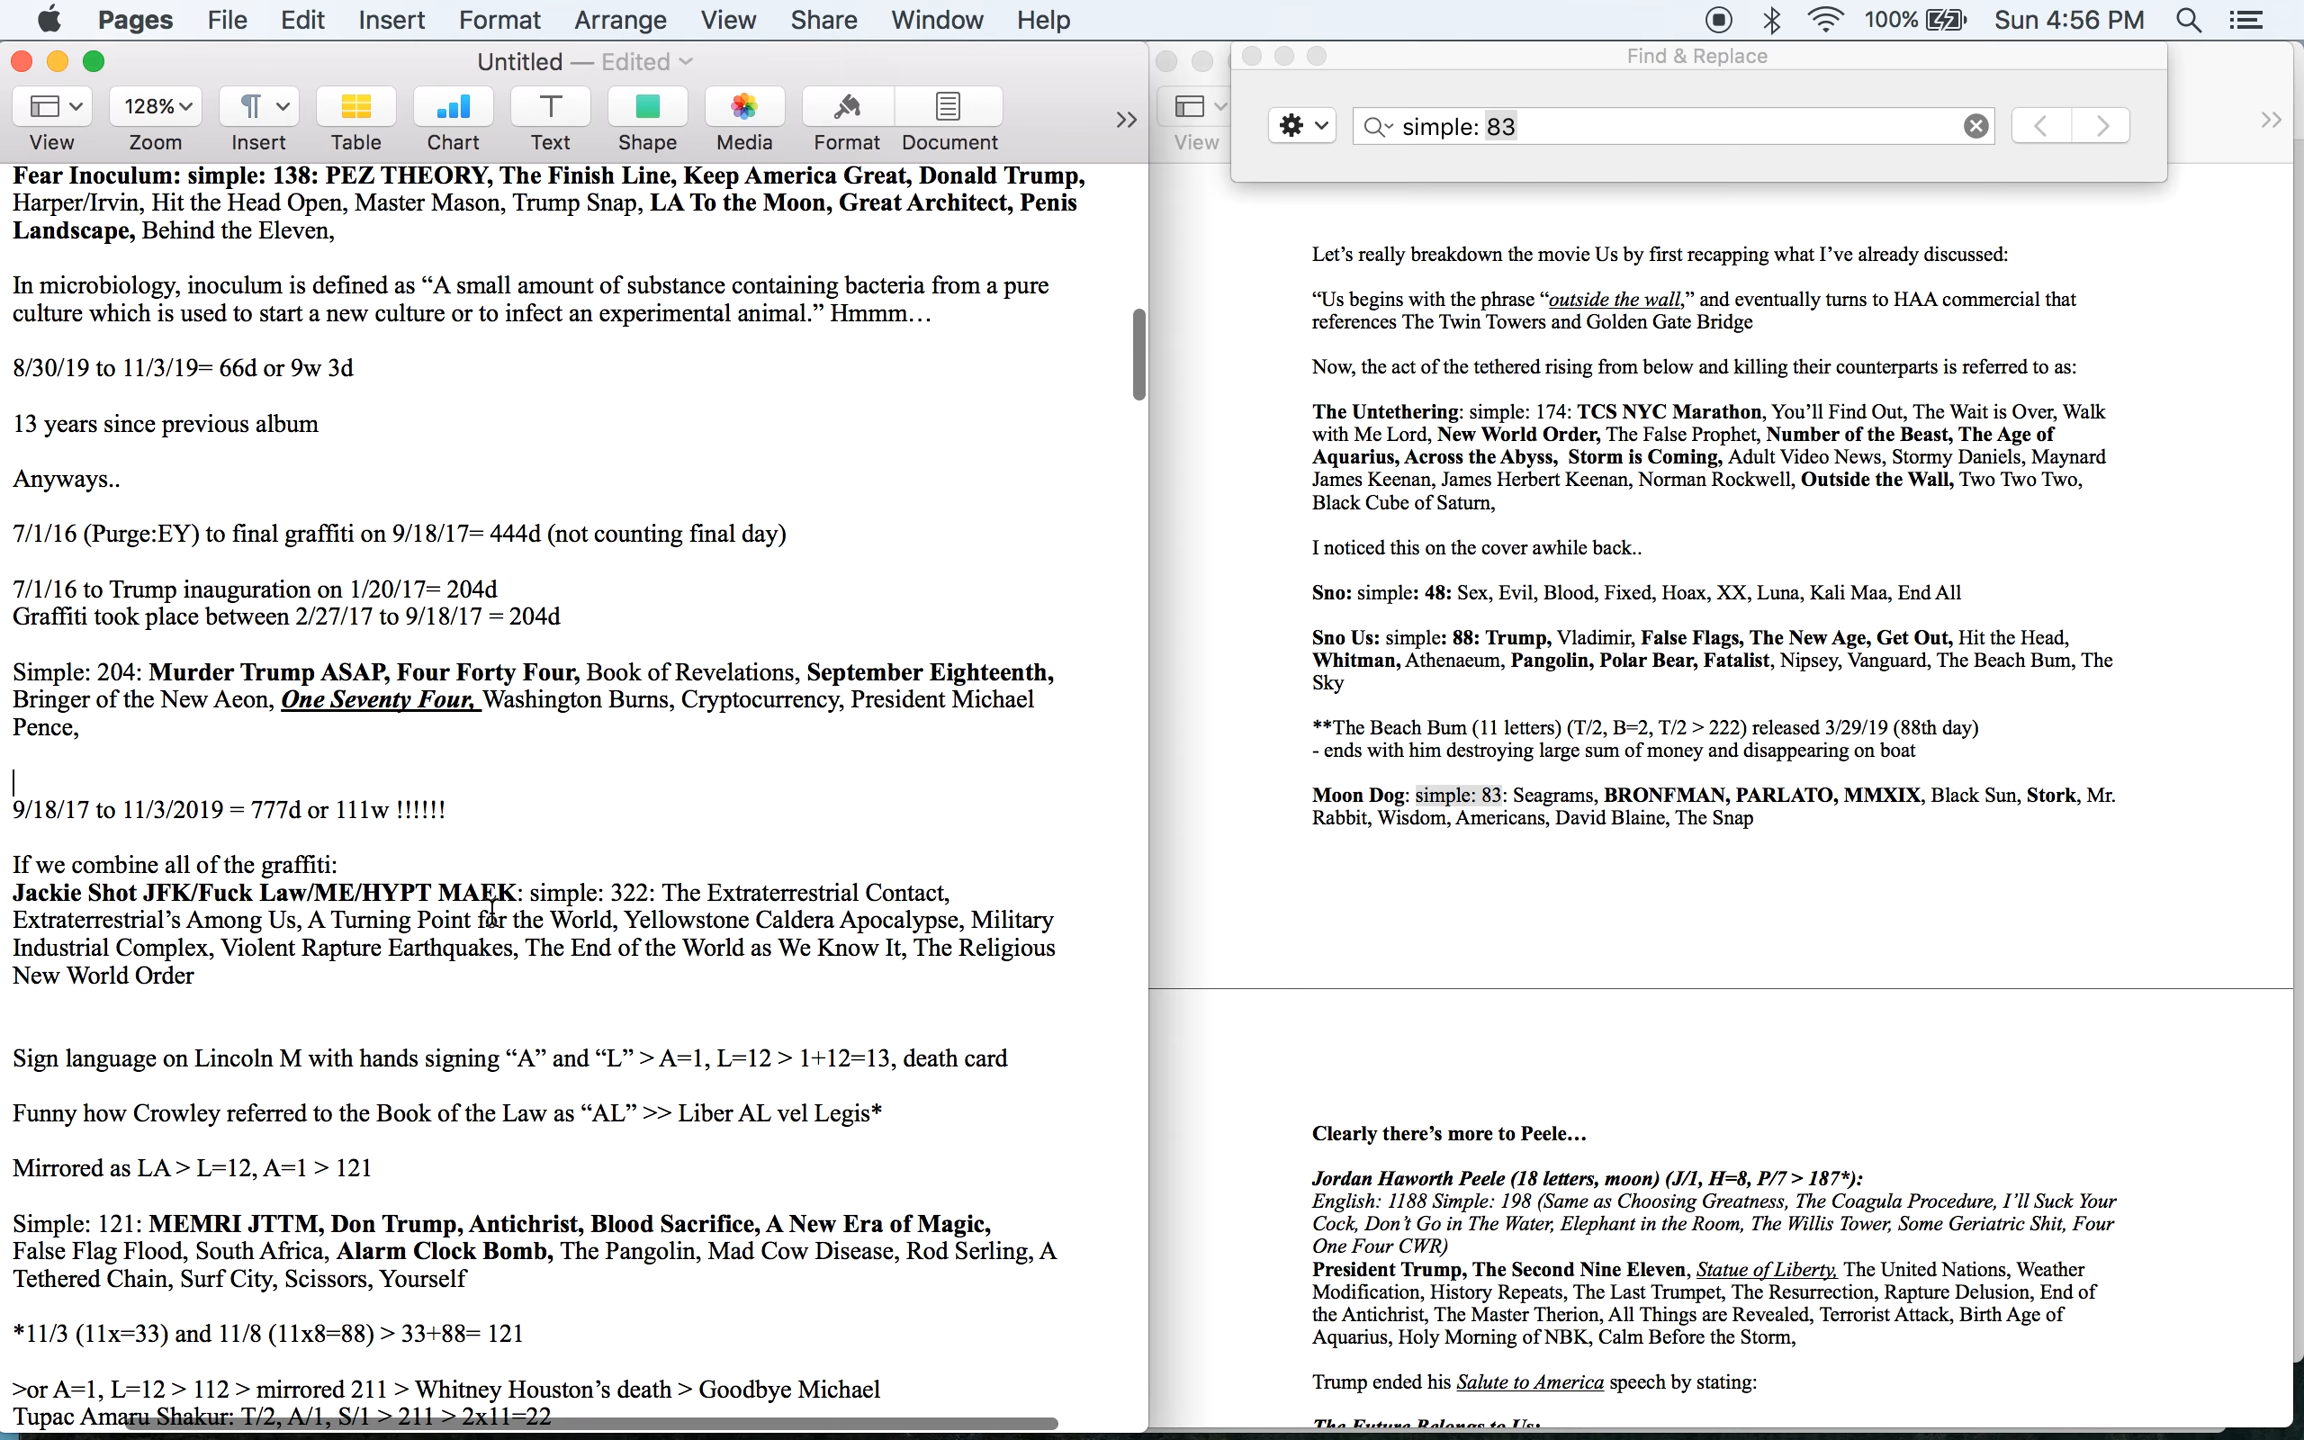 Pages File Edit Insert Format Arrange View Share Window Help
100% Sun 4:56 PM
Untitled — Edited
128%
View Zoom Insert Table Chart Text Shape Media Format Document
Fear Inoculum: simple: 138: PEZ THEORY, The Finish Line, Keep America Great, Donald Trump,
Harper/Irvin, Hit the Head Open, Master Mason, Trump Snap, LA To the Moon, Great Architect, Penis
Landscape, Behind the Eleven,
In microbiology, inoculum is defined as “A small amount of substance containing bacteria from a pure
culture which is used to start a new culture or to infect an experimental animal.” Hmmm…
8/30/19 to 11/3/19= 66d or 9w 3d
13 years since previous album
Anyways..
7/1/16 (Purge:EY) to final graffiti on 9/18/17= 444d (not counting final day)
7/1/16 to Trump inauguration on 1/20/17= 204d
Graffiti took place between 2/27/17 to 9/18/17 = 204d
Simple: 204: Murder Trump ASAP, Four Forty Four, Book of Revelations, September Eighteenth,
Bringer of the New Aeon, One Seventy Four, Washington Burns, Cryptocurrency, President Michael
Pence,
9/18/17 to 11/3/2019 = 777d or 111w !!!!!!
If we combine all of the graffiti:
Jackie Shot JFK/Fuck Law/ME/HYPT MAEK: simple: 322: The Extraterrestrial Contact,
Extraterrestrial’s Among Us, A Turning Point for the World, Yellowstone Caldera Apocalypse, Military
Industrial Complex, Violent Rapture Earthquakes, The End of the World as We Know It, The Religious
New World Order
Sign language on Lincoln M with hands signing “A” and “L” > A=1, L=12 > 1+12=13, death card
Funny how Crowley referred to the Book of the Law as “AL” >> Liber AL vel Legis*
Mirrored as LA > L=12, A=1 > 121
Simple: 121: MEMRI JTTM, Don Trump, Antichrist, Blood Sacrifice, A New Era of Magic,
False Flag Flood, South Africa, Alarm Clock Bomb, The Pangolin, Mad Cow Disease, Rod Serling, A
Tethered Chain, Surf City, Scissors, Yourself
*11/3 (11x=33) and 11/8 (11x8=88) > 33+88= 121
>or A=1, L=12 > 112 > mirrored 211 > Whitney Houston’s death > Goodbye Michael
Tupac Amaru Shakur: T/2, A/1, S/1 > 211 > 2x11=22
View
Find & Replace
simple: 83
Let’s really breakdown the movie Us by first recapping what I’ve already discussed:
“Us begins with the phrase “outside the wall,” and eventually turns to HAA commercial that
references The Twin Towers and Golden Gate Bridge
Now, the act of the tethered rising from below and killing their counterparts is referred to as:
The Untethering: simple: 174: TCS NYC Marathon, You’ll Find Out, The Wait is Over, Walk
with Me Lord, New World Order, The False Prophet, Number of the Beast, The Age of
Aquarius, Across the Abyss, Storm is Coming, Adult Video News, Stormy Daniels, Maynard
James Keenan, James Herbert Keenan, Norman Rockwell, Outside the Wall, Two Two Two,
Black Cube of Saturn,
I noticed this on the cover awhile back..
Sno: simple: 48: Sex, Evil, Blood, Fixed, Hoax, XX, Luna, Kali Maa, End All
Sno Us: simple: 88: Trump, Vladimir, False Flags, The New Age, Get Out, Hit the Head,
Whitman, Athenaeum, Pangolin, Polar Bear, Fatalist, Nipsey, Vanguard, The Beach Bum, The
Sky
**The Beach Bum (11 letters) (T/2, B=2, T/2 > 222) released 3/29/19 (88th day)
- ends with him destroying large sum of money and disappearing on boat
Moon Dog: simple: 83: Seagrams, BRONFMAN, PARLATO, MMXIX, Black Sun, Stork, Mr.
Rabbit, Wisdom, Americans, David Blaine, The Snap
Clearly there’s more to Peele…
Jordan Haworth Peele (18 letters, moon) (J/1, H=8, P/7 > 187*):
English: 1188 Simple: 198 (Same as Choosing Greatness, The Coagula Procedure, I’ll Suck Your
Cock, Don’t Go in The Water, Elephant in the Room, The Willis Tower, Some Geriatric Shit, Four
One Four CWR)
President Trump, The Second Nine Eleven, Statue of Liberty, The United Nations, Weather
Modification, History Repeats, The Last Trumpet, The Resurrection, Rapture Delusion, End of
the Antichrist, The Master Therion, All Things are Revealed, Terrorist Attack, Birth Age of
Aquarius, Holy Morning of NBK, Calm Before the Storm,
Trump ended his Salute to America speech by stating:
The Future Belongs to Us: